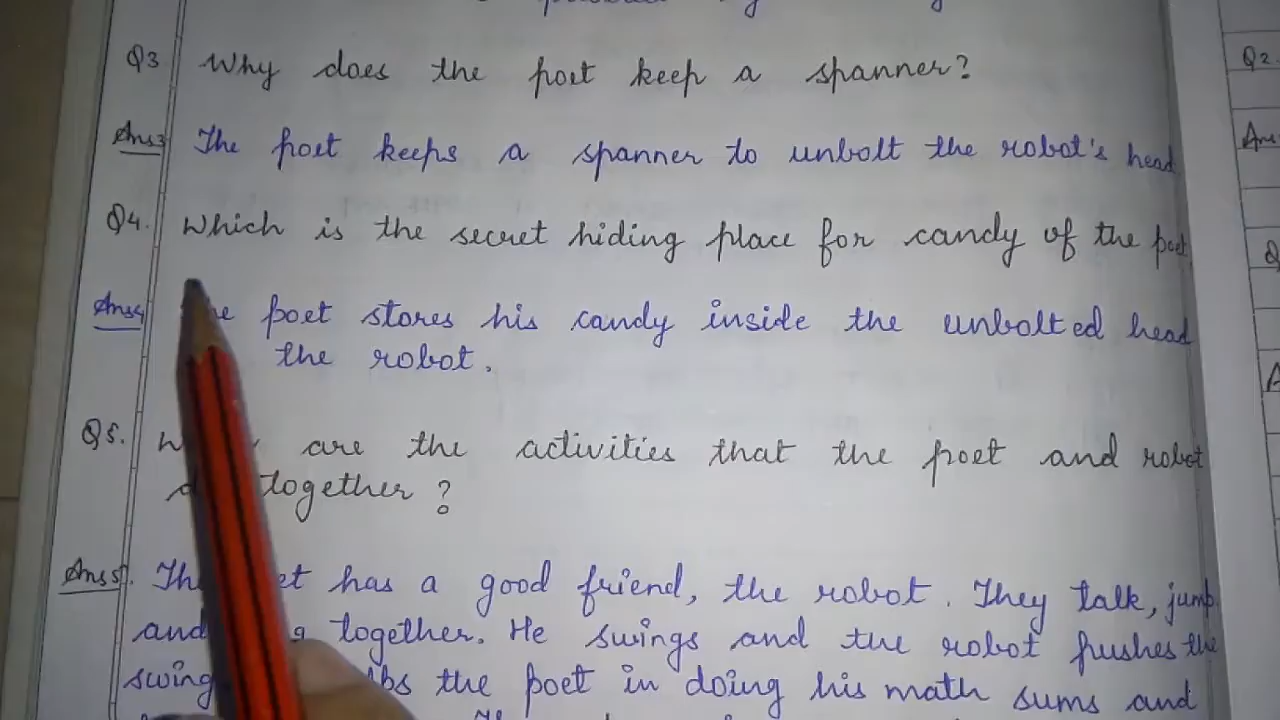 Q3 Why does the poet keep a spanner?
Ans3 The poet keeps a spanner to unbolt the robot's head
Q4. Which is the secret hiding place for candy of the poet
Ans4 poet stores his candy inside the unbolted head
the robot.
Q5. are the activities that the poet and robot
together?
Ans5. has a good friend, the robot. They talk, jump
and together. He swings and the robot pushes the
swing the poet in doing his math sums and
Q2.
Ans
Q
A